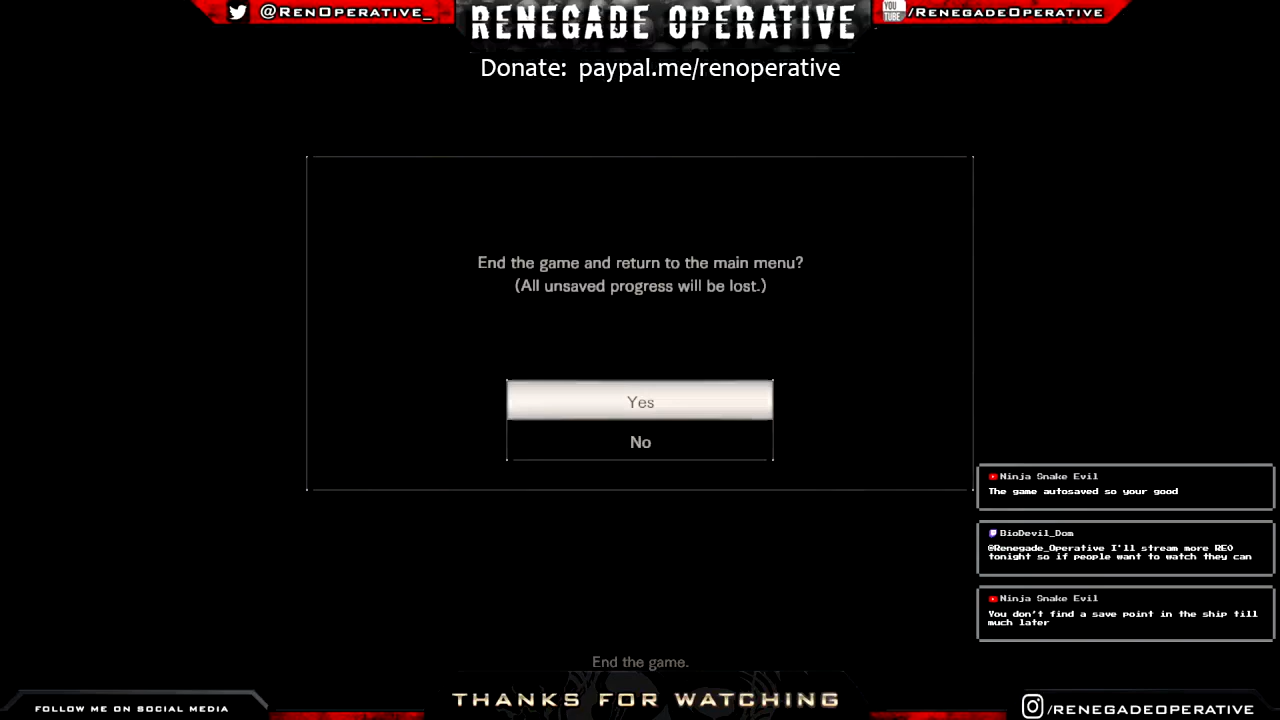 @RenOperative_
RENEGADE OPERATIVE
YOU
TUBE
/RenegadeOperative
Donate: paypal.me/renoperative
End the game and return to the main menu?
(All unsaved progress will be lost.)
Yes
No
Ninja Snake Evil
The game autosaved so your good
BioDevil_Dom
@Renegade_Operative I'll stream more RE0
tonight so if people want to watch they can
Ninja Snake Evil
You don't find a save point in the ship till
much later
End the game.
THANKS FOR WATCHING
FOLLOW ME ON SOCIAL MEDIA
/RENEGADEOPERATIVE